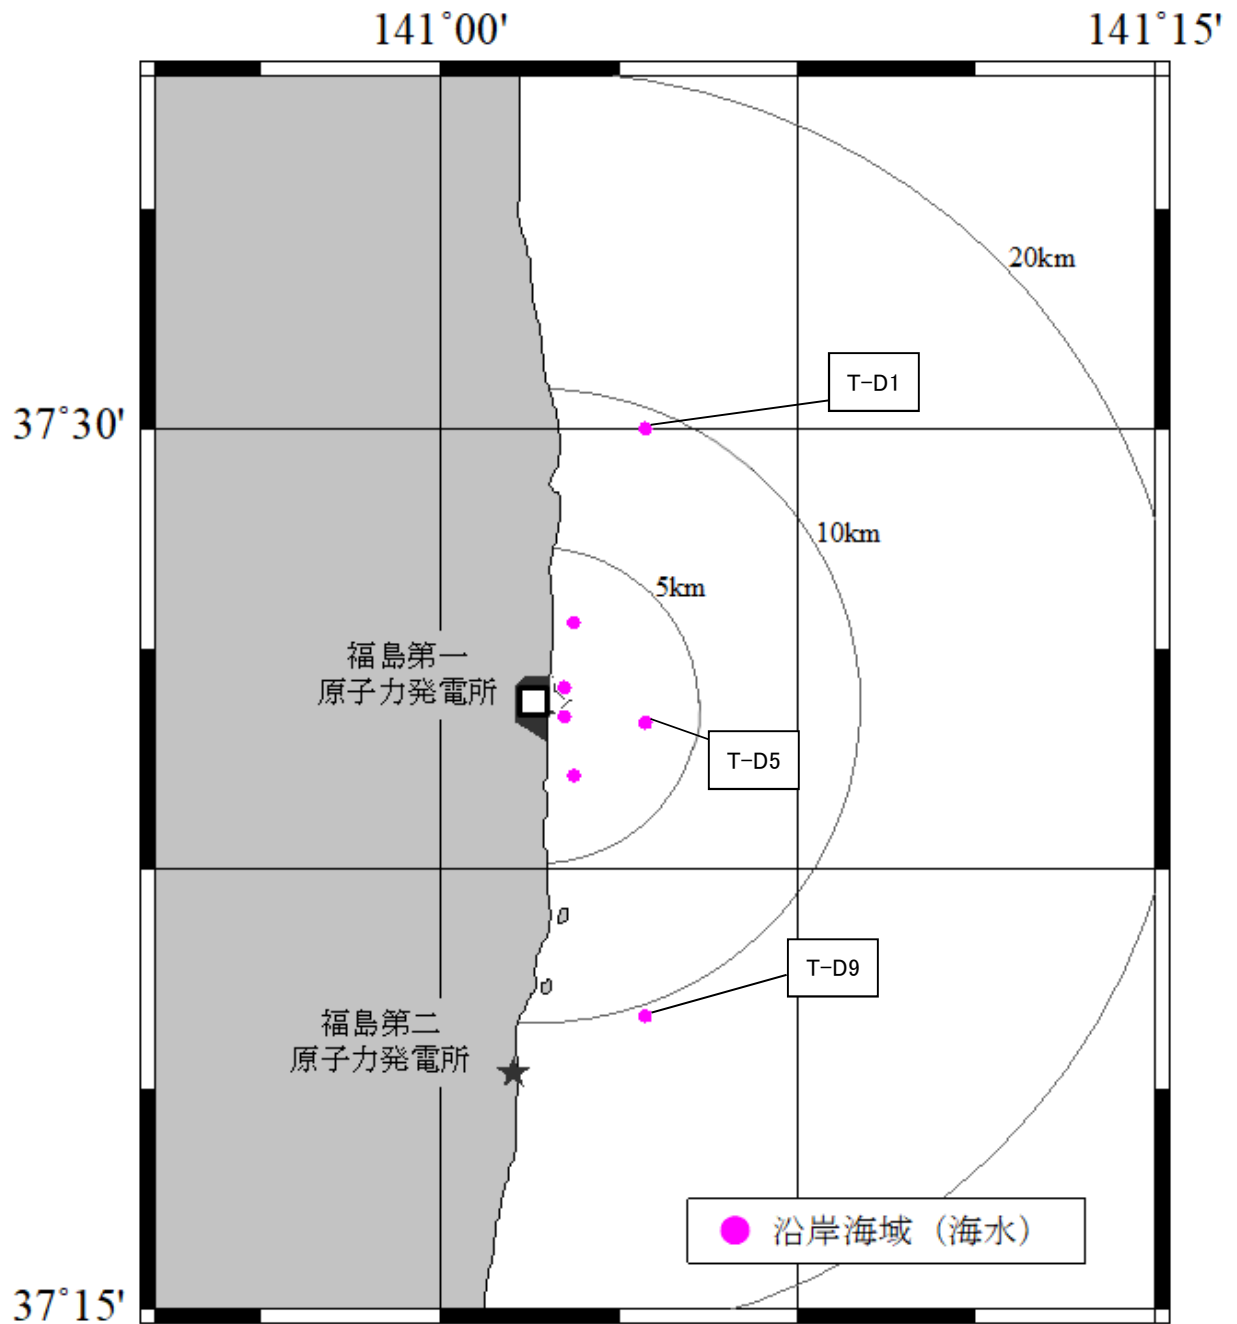 141°00'
141°15'
20km
T-D1
37°30'
10km
5km
福島第一
原子力発電所
T-D5
T-D9
福島第二
原子力発電所
沿岸海域（海水）
37°15'